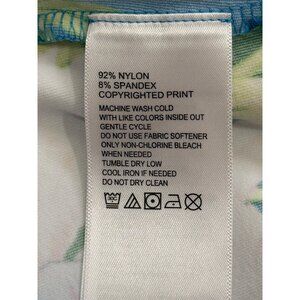 92% NYLON
8% SPANDEX
COPYRIGHTED PRINT
MACHINE WASH COLD
WITH LIKE COLORS INSIDE OUT
GENTLE CYCLE
DO NOT USE FABRIC SOFTENER
ONLY NON-CHLORINE BLEACH
WHEN NEEDED
TUMBLE DRY LOW
COOL IRON IF NEEDED
DO NOT DRY CLEAN